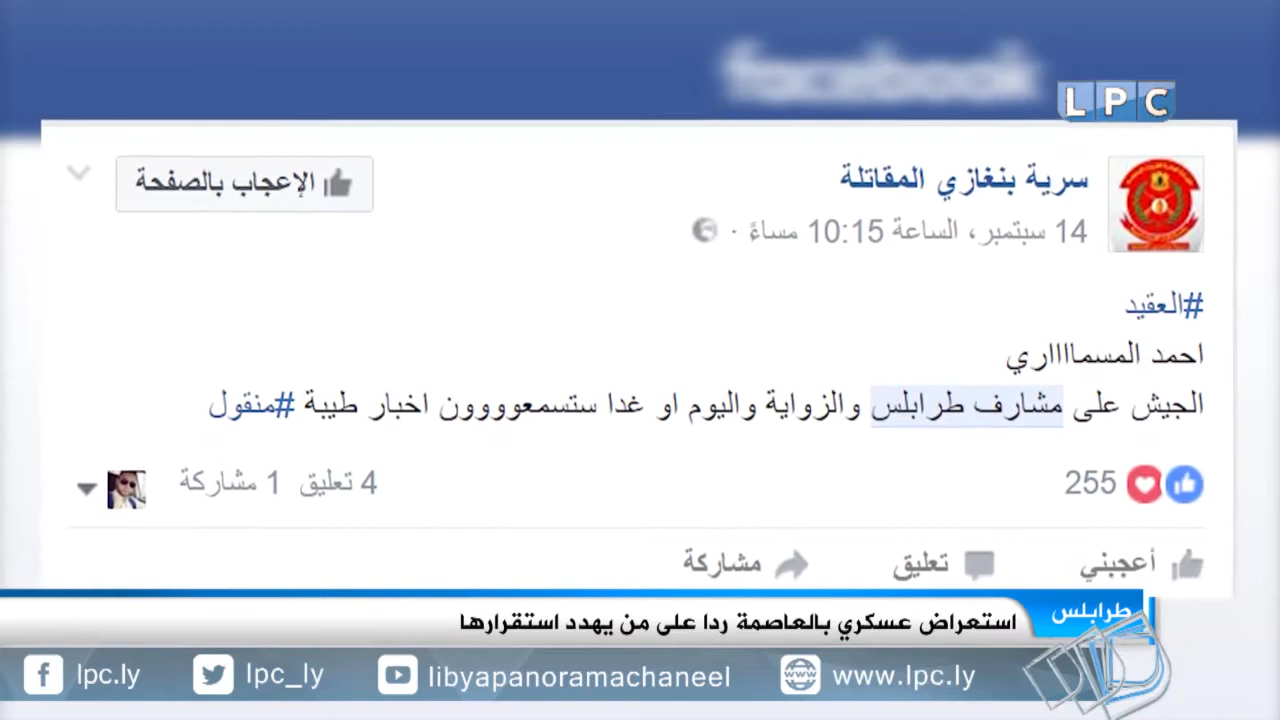 facebook
LPC
سرية بنغازي المقاتلة
الإعجاب بالصفحة
14 سبتمبر، الساعة 10:15 مساءً ·
#العقيد
احمد المسماااااري
الجيش على مشارف طرابلس والزواية واليوم او غدا ستسمعوووون اخبار طيبة #منقول
255
4 تعليق 1 مشاركة
أعجبني تعليق مشاركة
طرابلس
استعراض عسكري بالعاصمة ردا على من يهدد استقرارها
lpc.ly lpc_ly libyapanoramachaneel www.lpc.ly